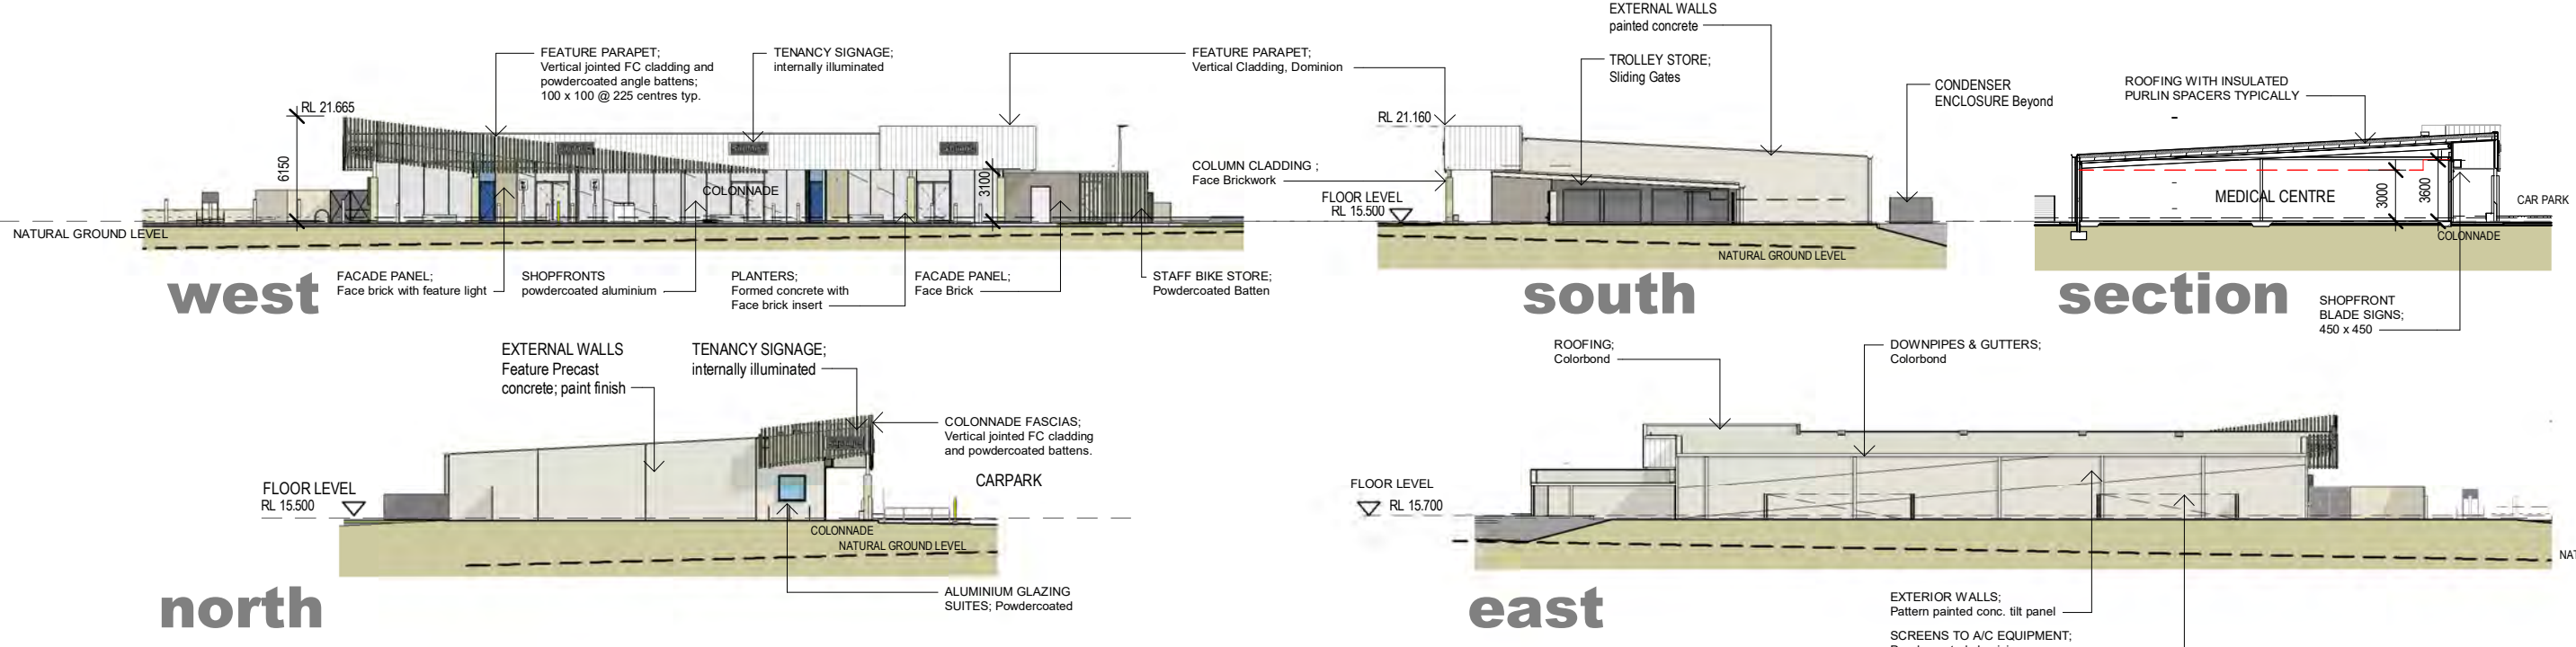 FEATURE PARAPET;
Vertical jointed FC cladding and
powdercoated angle battens;
100 x 100 @ 225 centres typ.
TENANCY SIGNAGE;
internally illuminated
FEATURE PARAPET;
Vertical Cladding, Dominion
RL 21.665
6150
COLONNADE
3100
NATURAL GROUND LEVEL
FACADE PANEL;
Face brick with feature light
SHOPFRONTS
powdercoated aluminium
PLANTERS;
Formed concrete with
Face brick insert
FACADE PANEL;
Face Brick
STAFF BIKE STORE;
Powdercoated Batten
west
EXTERNAL WALLS
painted concrete
TROLLEY STORE;
Sliding Gates
CONDENSER
ENCLOSURE Beyond
RL 21.160
COLUMN CLADDING ;
Face Brickwork
FLOOR LEVEL
RL 15.500
NATURAL GROUND LEVEL
south
ROOFING WITH INSULATED
PURLIN SPACERS TYPICALLY
MEDICAL CENTRE
3000
3600
CAR PARK
COLONNADE
section
SHOPFRONT
BLADE SIGNS;
450 x 450
EXTERNAL WALLS
Feature Precast
concrete; paint finish
TENANCY SIGNAGE;
internally illuminated
COLONNADE FASCIAS;
Vertical jointed FC cladding
and powdercoated battens.
CARPARK
FLOOR LEVEL
RL 15.500
COLONNADE
NATURAL GROUND LEVEL
north
ALUMINIUM GLAZING
SUITES; Powdercoated
ROOFING;
Colorbond
DOWNPIPES & GUTTERS;
Colorbond
FLOOR LEVEL
RL 15.700
east
EXTERIOR WALLS;
Pattern painted conc. tilt panel
SCREENS TO A/C EQUIPMENT;